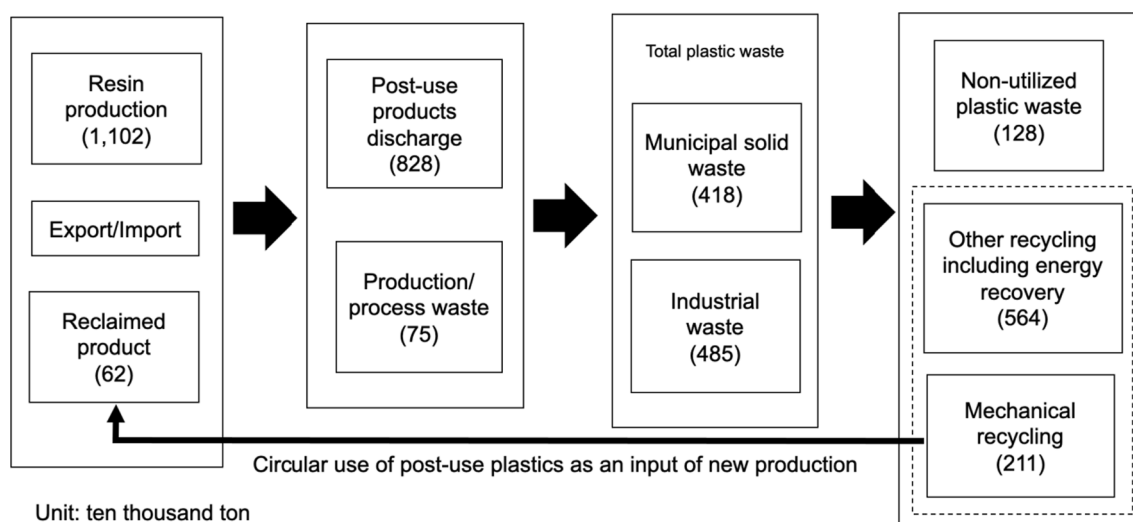 Resin
production
(1,102)
Export/Import
Reclaimed
product
(62)
Post-use
products
discharge
(828)
Production/
process waste
(75)
Total plastic waste
Municipal solid
waste
(418)
Industrial
waste
(485)
Non-utilized
plastic waste
(128)
Other recycling
including energy
recovery
(564)
Mechanical
recycling
(211)
Circular use of post-use plastics as an input of new production
Unit: ten thousand ton